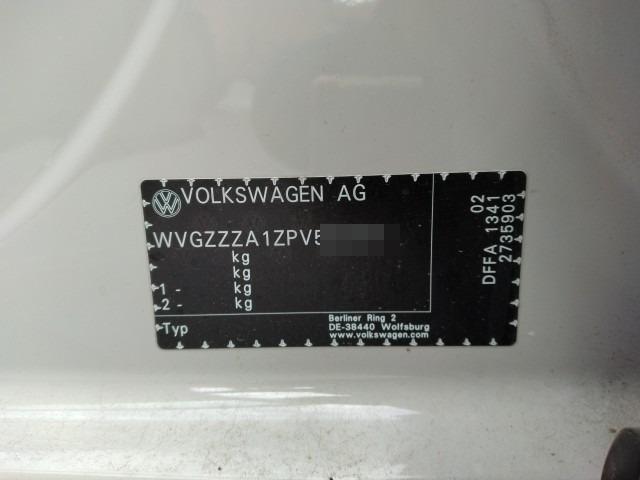 VOLKSWAGEN AG
WVGZZZA1ZPV5
kg
kg
1 - kg
2 - kg
Typ
Berliner Ring 2
DE-38440 Wolfsburg
www.volkswagen.com
02
DFFA 1341
2735903